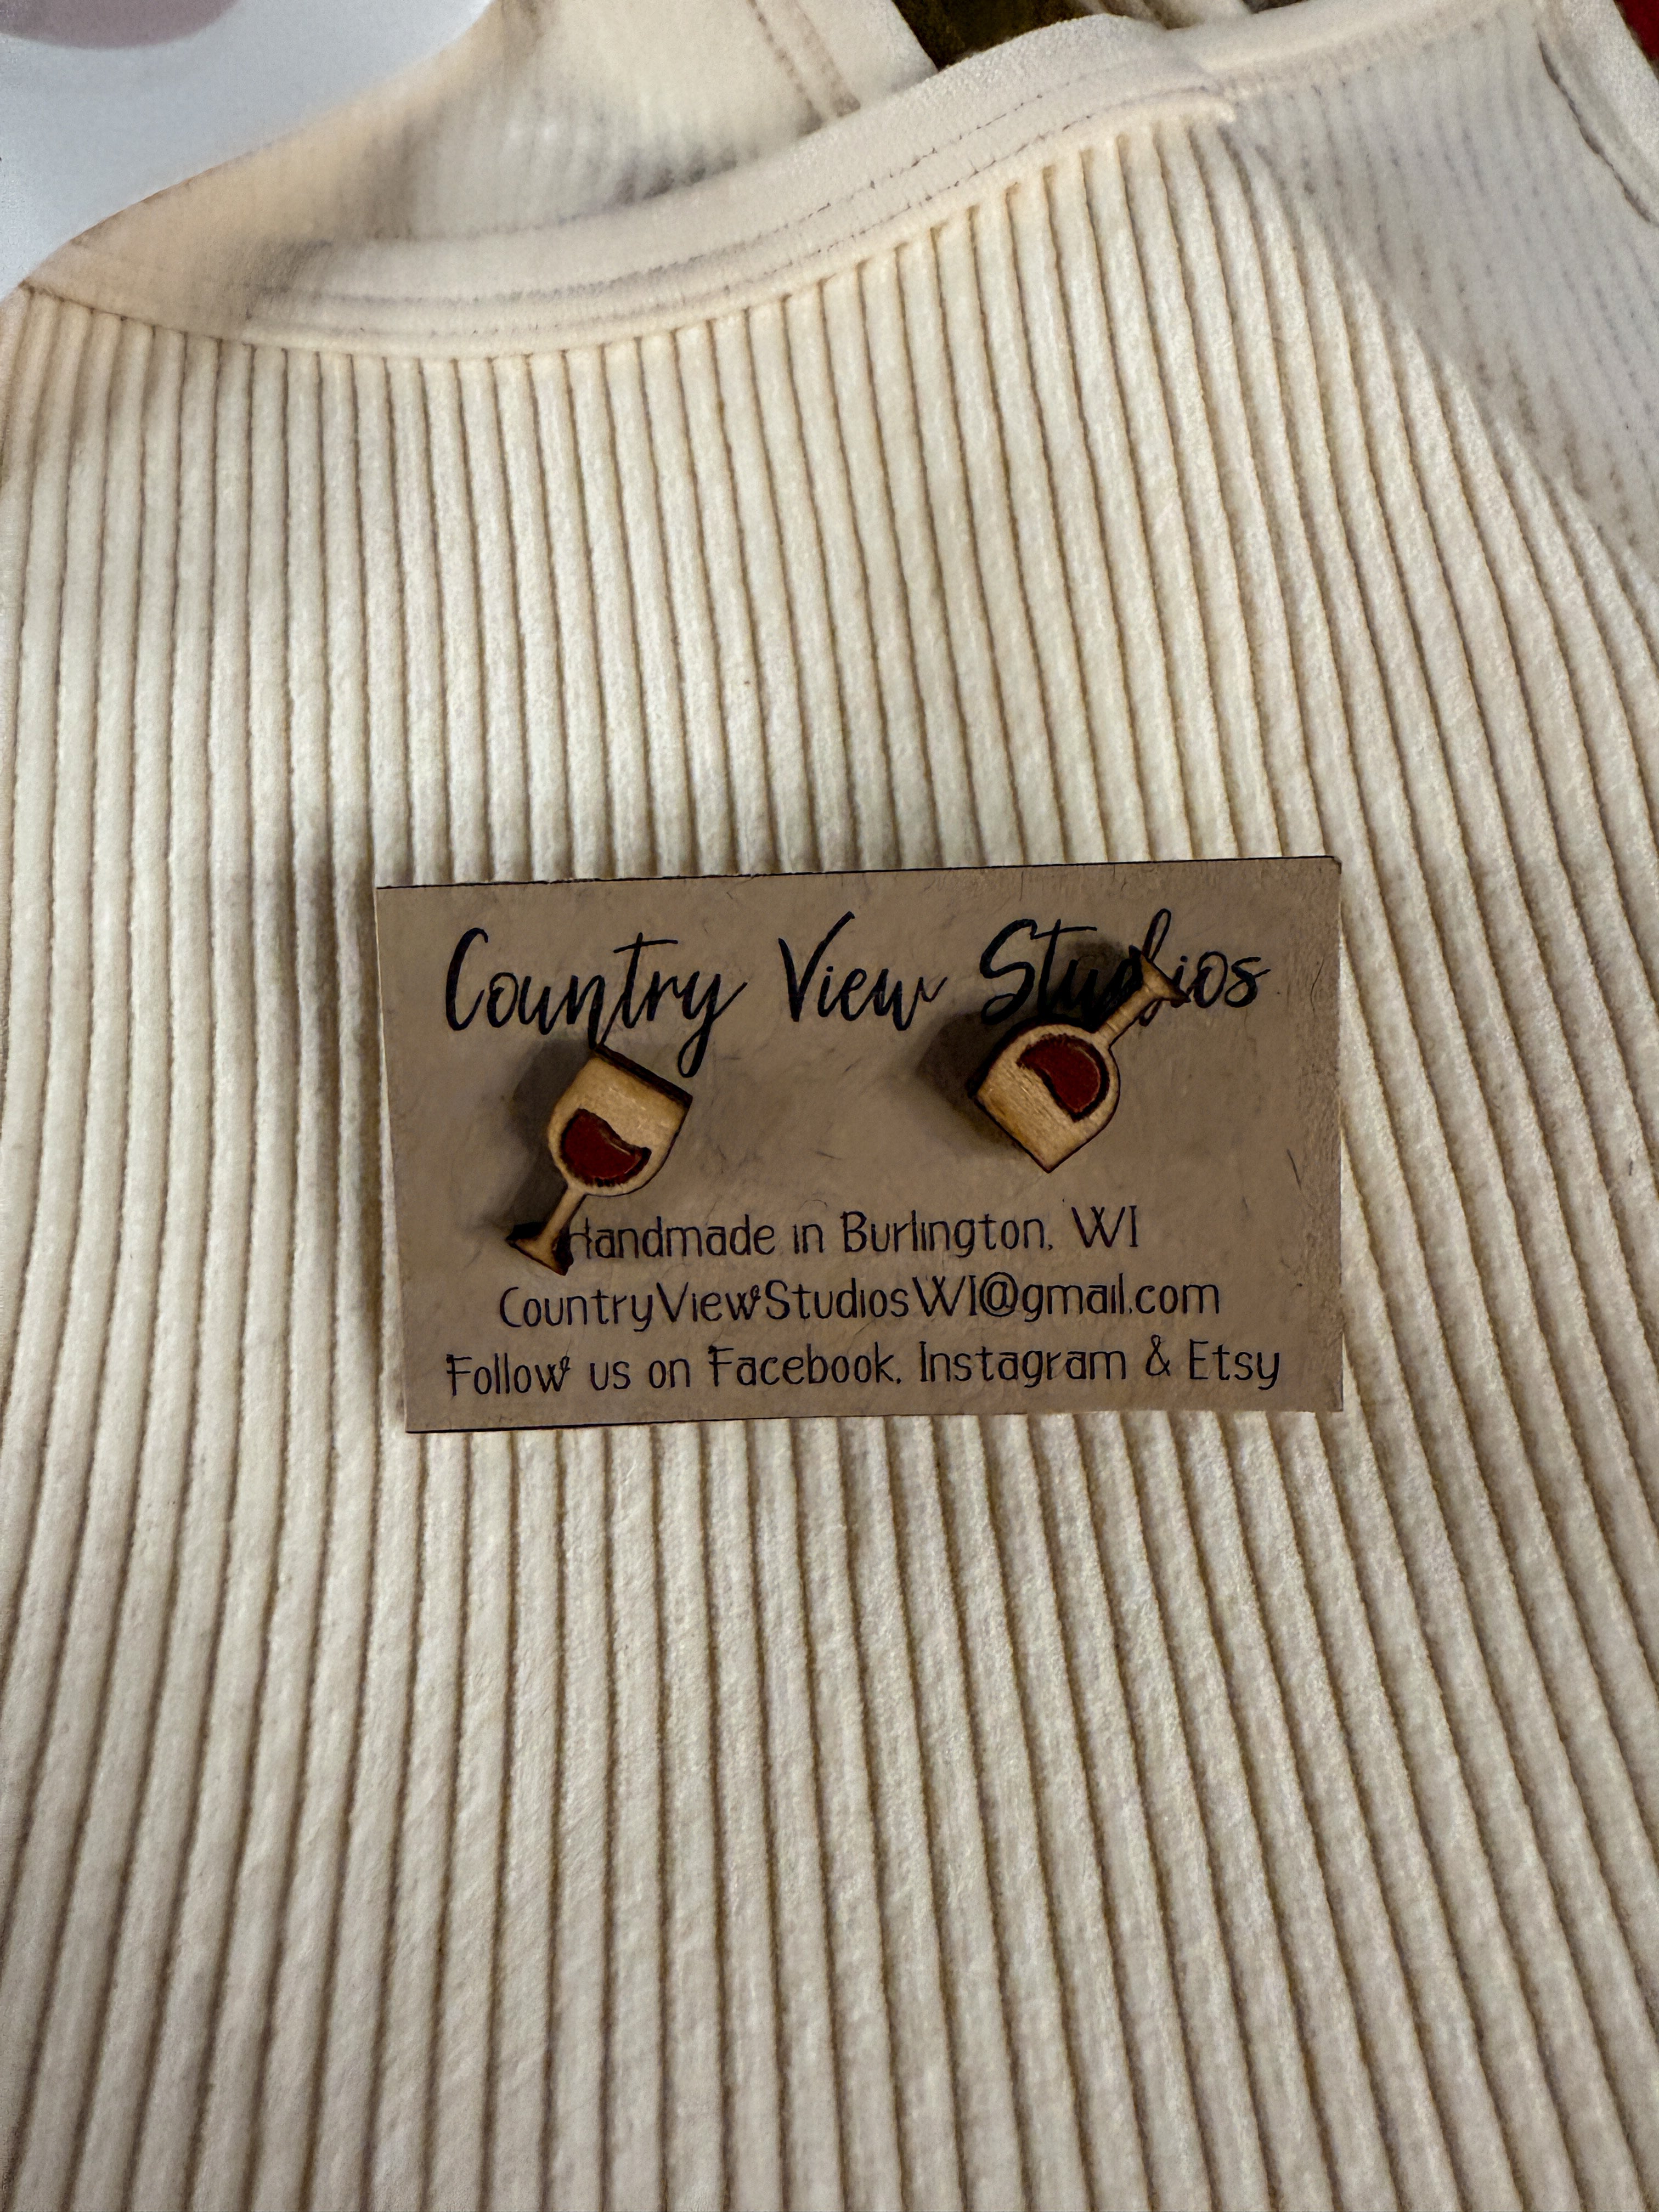 Country View Studios
Handmade in Burlington, WI
CountryViewStudiosWI@gmail.com
Follow us on Facebook, Instagram & Etsy